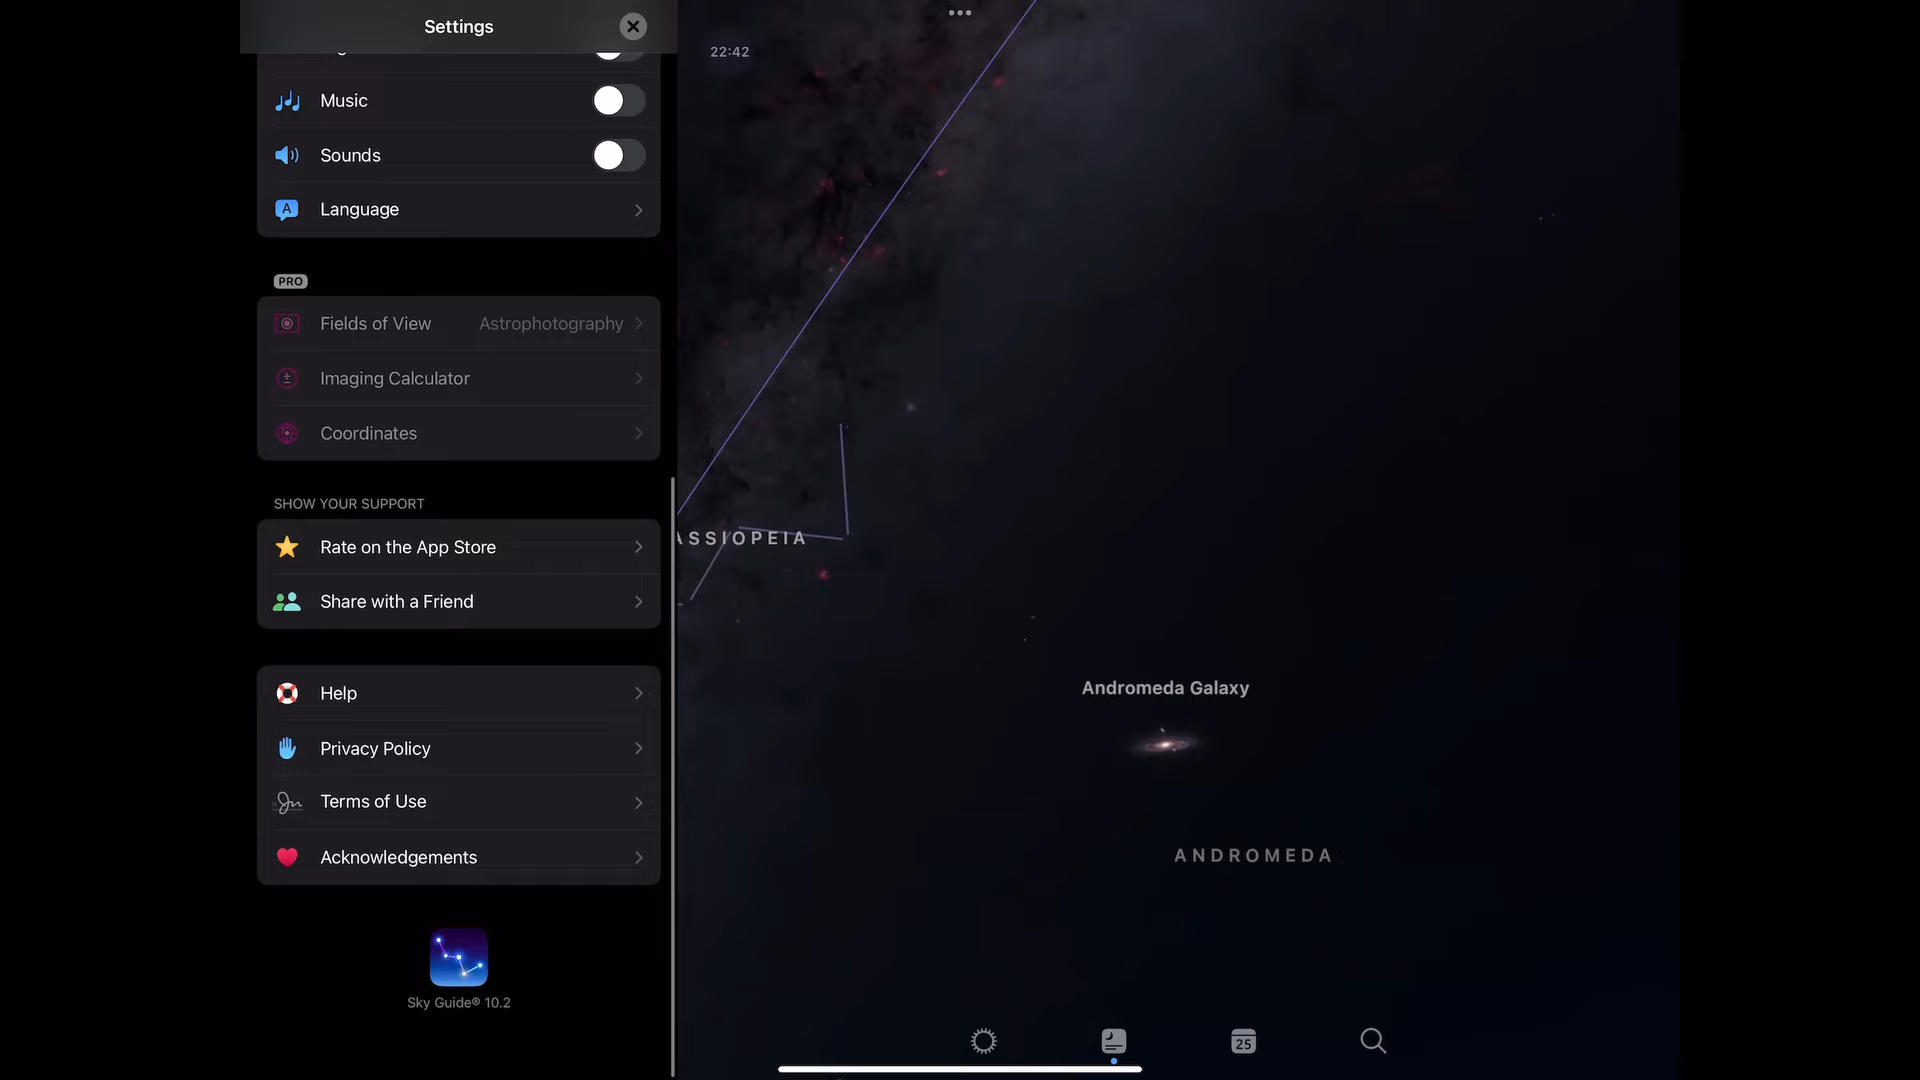 Settings
22:42
Music
Sounds
Language
PRO
Fields of View Astrophotography
Imaging Calculator
Coordinates
SHOW YOUR SUPPORT
Rate on the App Store
Share with a Friend
Help
Privacy Policy
Terms of Use
Acknowledgements
Sky Guide® 10.2
ASSIOPEIA
Andromeda Galaxy
ANDROMEDA
25